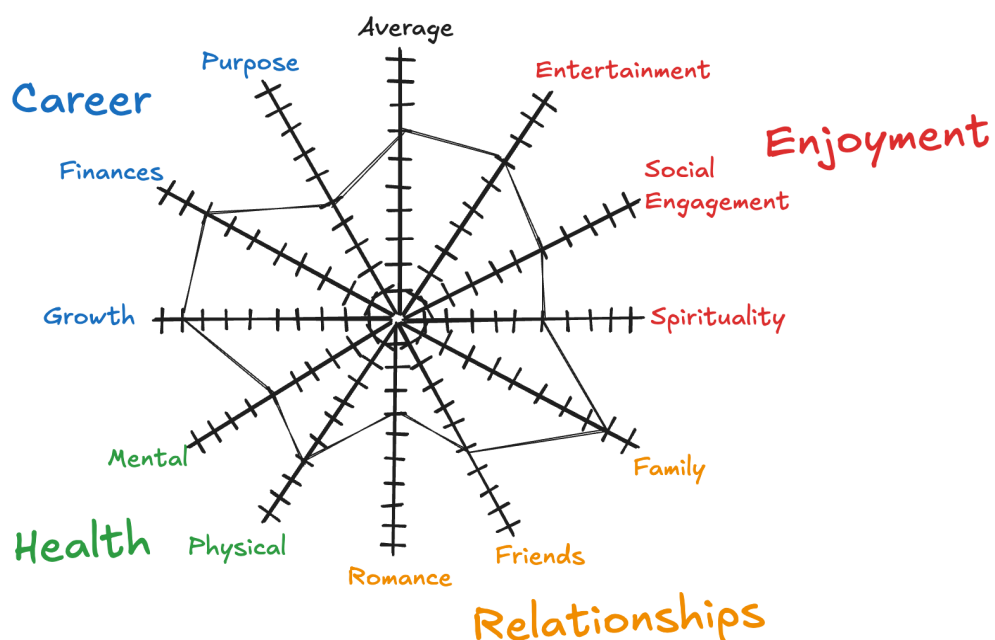 Average
Purpose
Entertainment
Career
Enjoyment
Finances
Social
Engagement
Growth
Spirituality
Mental
Family
Health
Physical
Friends
Romance
Relationships